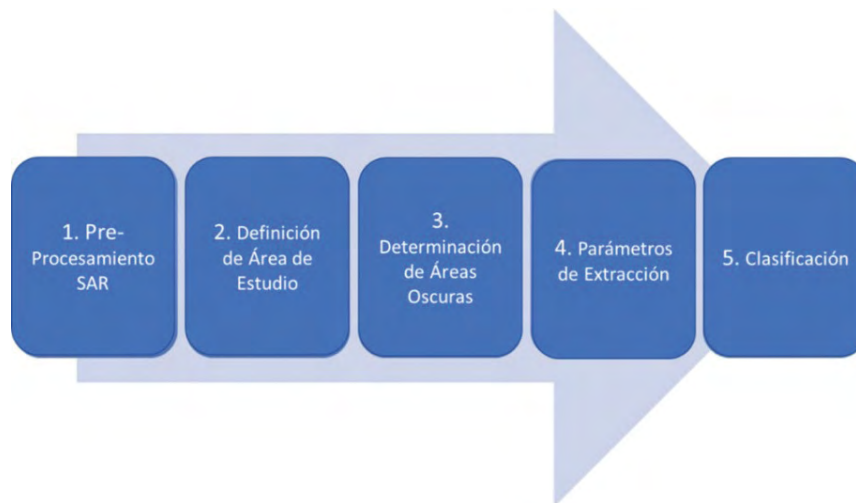 1. Pre-
Procesamiento
SAR
2. Definición
de Área de
Estudio
3.
Determinación
de Áreas
Oscuras
4. Parámetros
de Extracción
5. Clasificación